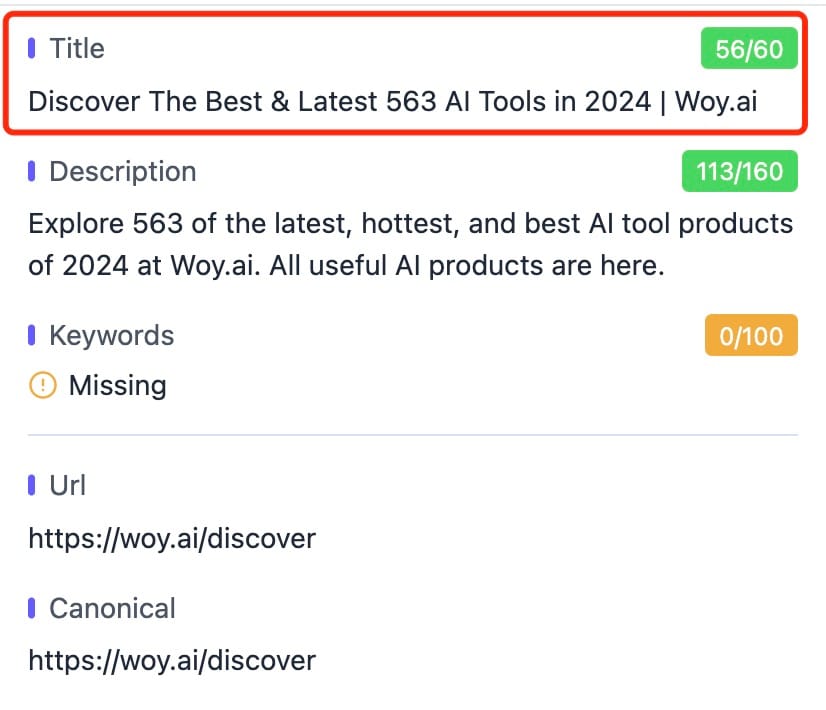 Title
56/60
Discover The Best & Latest 563 AI Tools in 2024 | Woy.ai
Description
113/160
Explore 563 of the latest, hottest, and best AI tool products
of 2024 at Woy.ai. All useful AI products are here.
Keywords
0/100
Missing
Url
https://woy.ai/discover
Canonical
https://woy.ai/discover